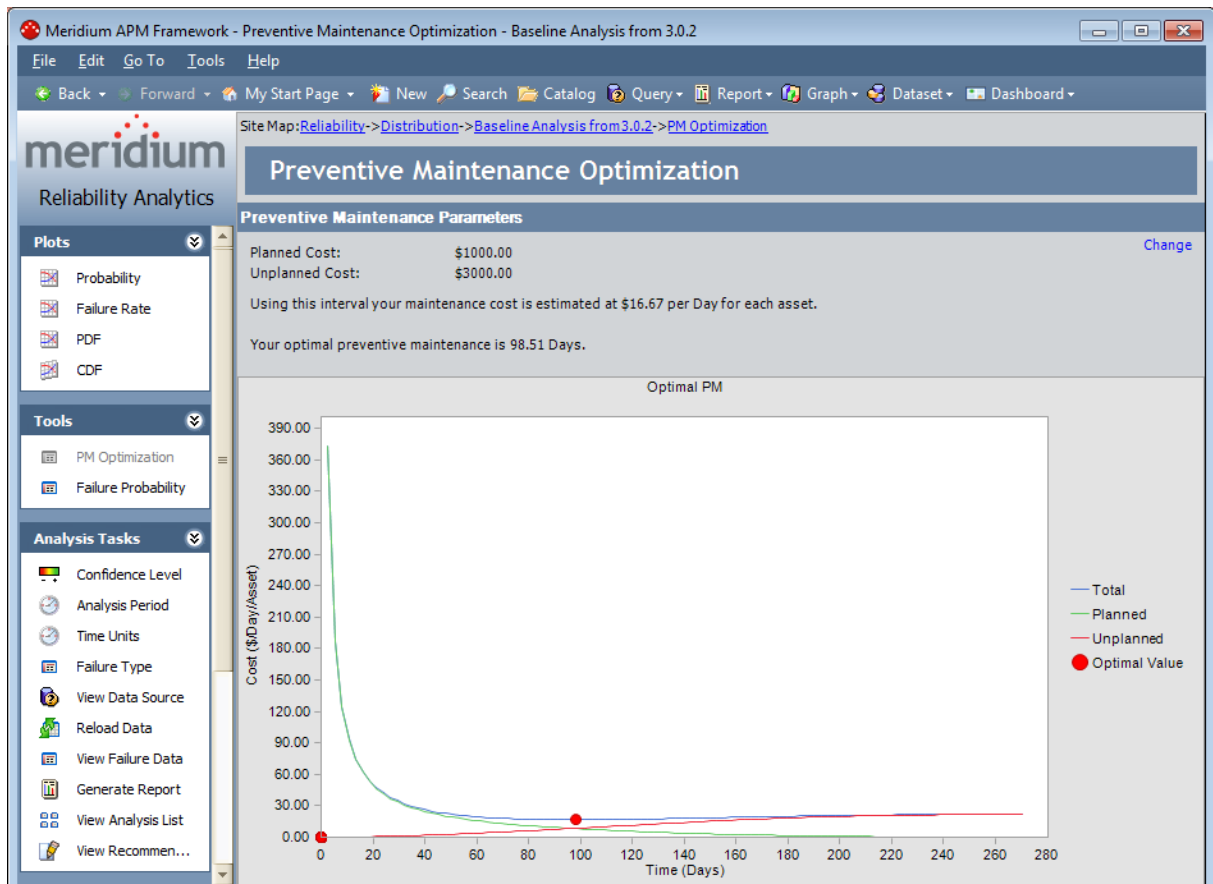 Meridium APM Framework - Preventive Maintenance Optimization - Baseline Analysis from 3.0.2
File Edit Go To Tools Help
Back Forward My Start Page New Search Catalog Query Report Graph Dataset Dashboard
meridium
Reliability Analytics
Plots
Probability
Failure Rate
PDF
CDF
Tools
PM Optimization
Failure Probability
Analysis Tasks
Confidence Level
Analysis Period
Time Units
Failure Type
View Data Source
Reload Data
View Failure Data
Generate Report
View Analysis List
View Recommen...
Site Map:Reliability->Distribution->Baseline Analysis from 3.0.2->PM Optimization
Preventive Maintenance Optimization
Preventive Maintenance Parameters
Planned Cost: $1000.00
Change
Unplanned Cost: $3000.00
Using this interval your maintenance cost is estimated at $16.67 per Day for each asset.
Your optimal preventive maintenance is 98.51 Days.
Optimal PM
Cost ($/Day/Asset)
390.00
360.00
330.00
300.00
270.00
240.00
210.00
180.00
150.00
120.00
90.00
60.00
30.00
0.00
0 20 40 60 80 100 120 140 160 180 200 220 240 260 280
Time (Days)
Total
Planned
Unplanned
Optimal Value